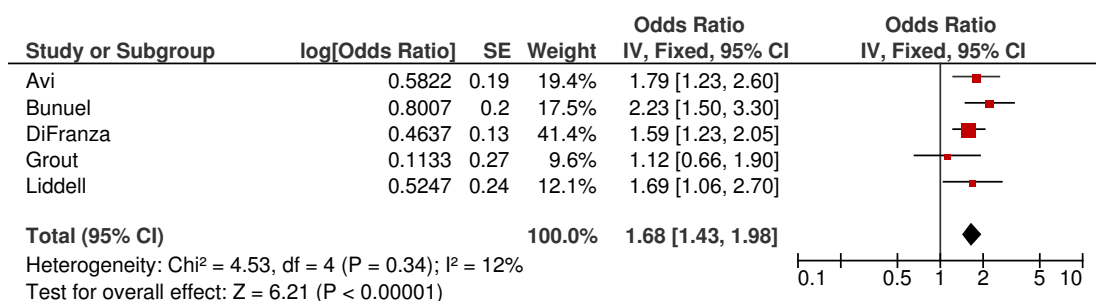 Odds Ratio Odds Ratio
Study or Subgroup log[Odds Ratio] SE Weight IV, Fixed, 95% CI IV, Fixed, 95% CI
Avi 0.5822 0.19 19.4% 1.79 [1.23, 2.60]
Bunuel 0.8007 0.2 17.5% 2.23 [1.50, 3.30]
DiFranza 0.4637 0.13 41.4% 1.59 [1.23, 2.05]
Grout 0.1133 0.27 9.6% 1.12 [0.66, 1.90]
Liddell 0.5247 0.24 12.1% 1.69 [1.06, 2.70]
Total (95% CI) 100.0% 1.68 [1.43, 1.98]
Heterogeneity: Chi² = 4.53, df = 4 (P = 0.34); I² = 12%
Test for overall effect: Z = 6.21 (P < 0.00001)
0.1 0.5 1 2 5 10